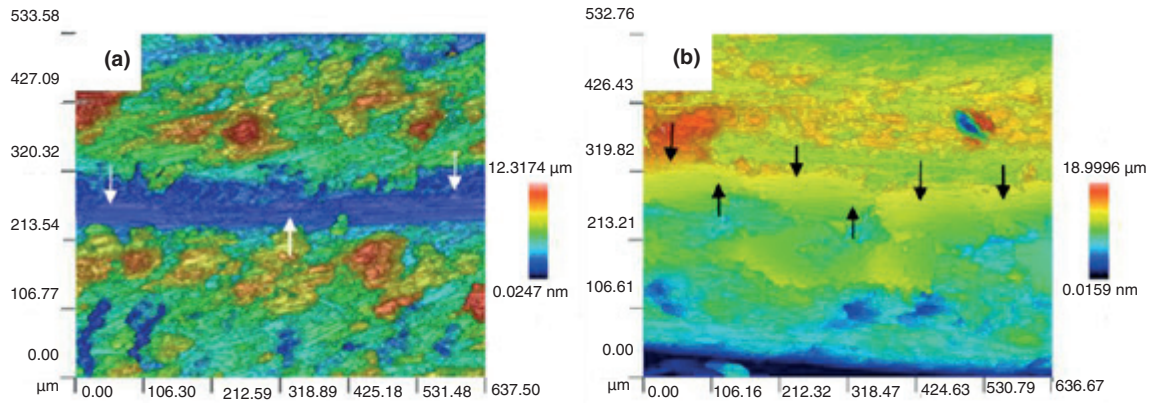 533.58
427.09
320.32
213.54
106.77
0.00
µm
0.00 106.30 212.59 318.89 425.18 531.48 637.50
(a)
12.3174 µm
0.0247 nm
532.76
426.43
319.82
213.21
106.61
0.00
µm
0.00 106.16 212.32 318.47 424.63 530.79 636.67
(b)
18.9996 µm
0.0159 nm